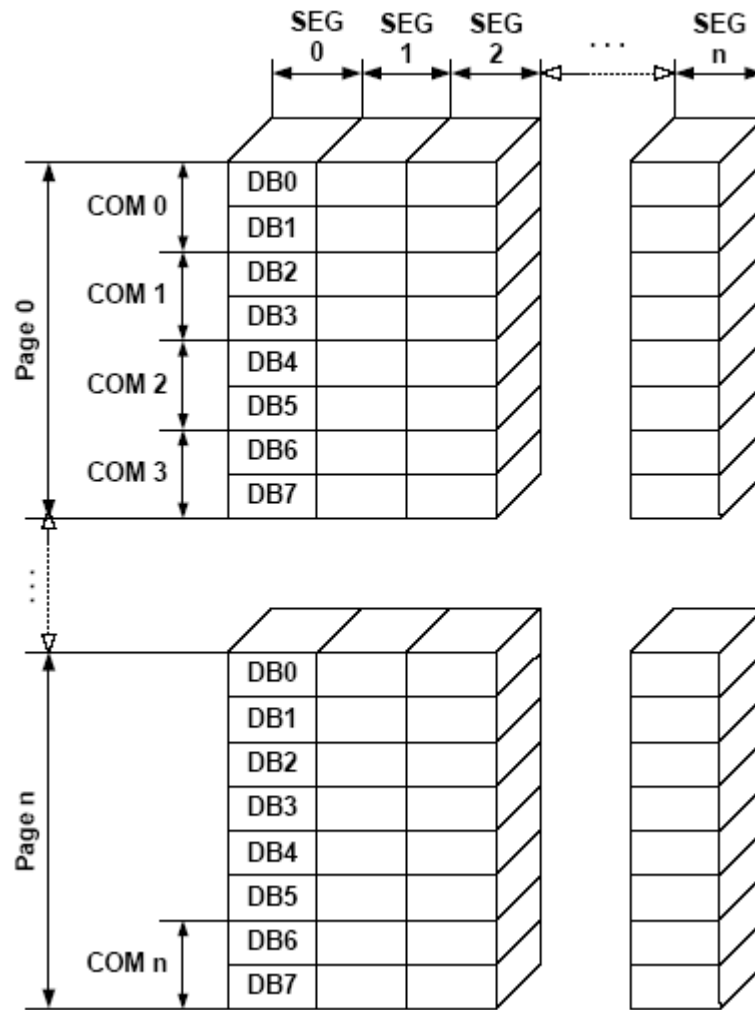 SEG 0
SEG 1
SEG 2
. . .
SEG n
Page 0
COM 0
COM 1
COM 2
COM 3
DB0
DB1
DB2
DB3
DB4
DB5
DB6
DB7
. . .
Page n
COM n
DB0
DB1
DB2
DB3
DB4
DB5
DB6
DB7